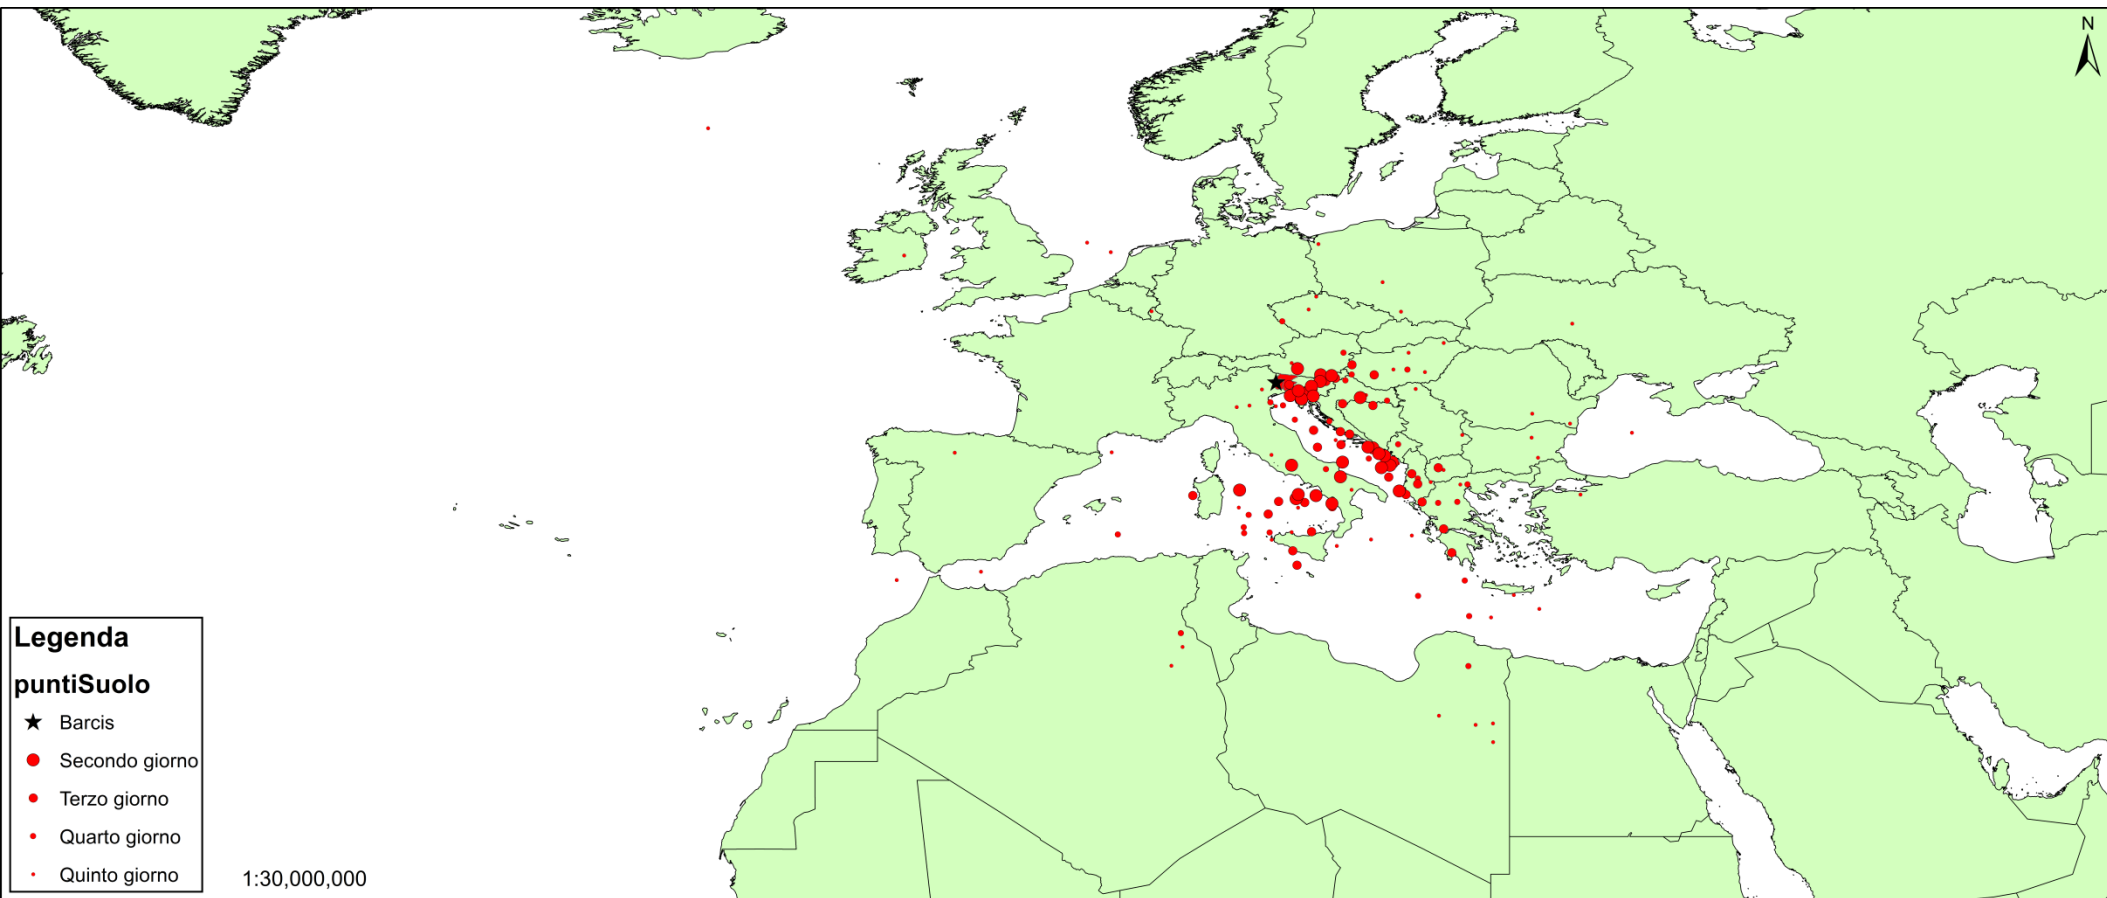 N
Legenda
puntiSuolo
Barcis
Secondo giorno
Terzo giorno
Quarto giorno
Quinto giorno
1:30,000,000